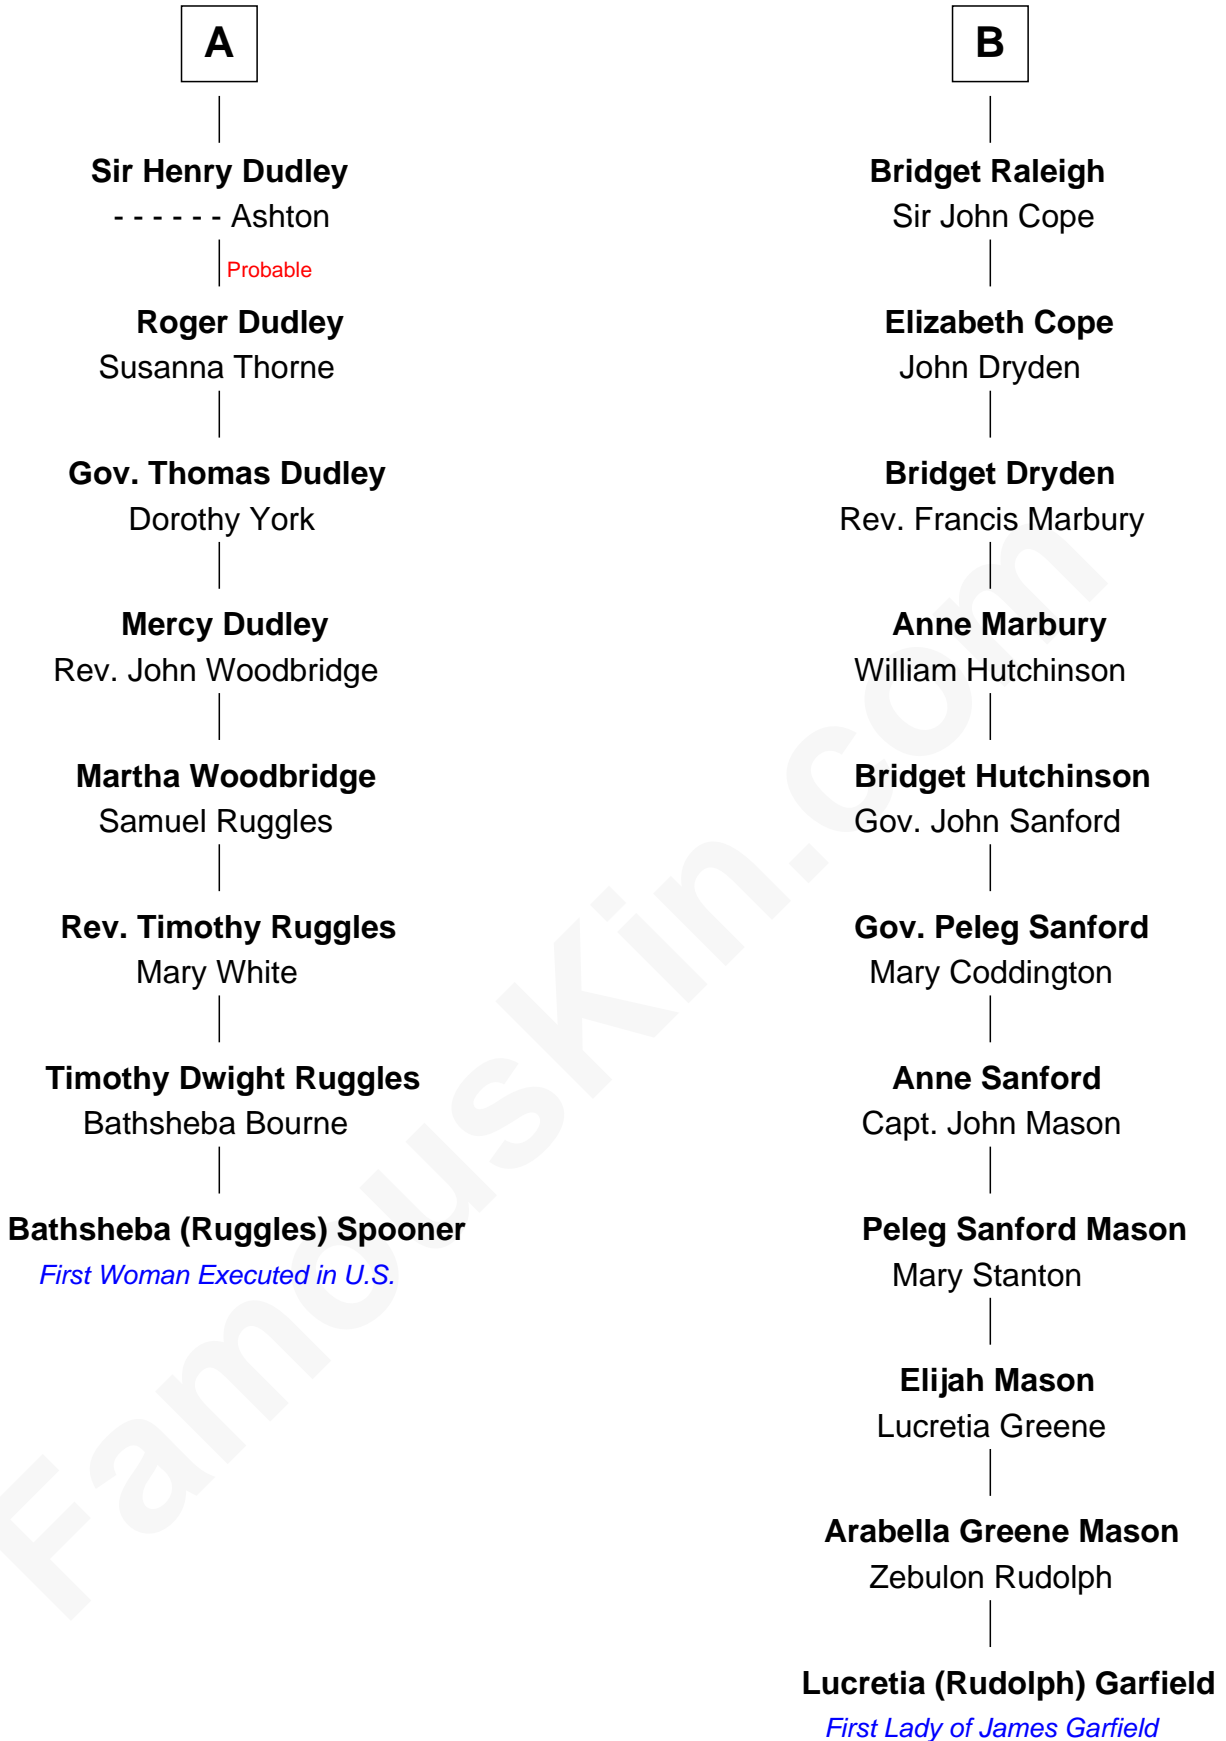 A
Sir Henry Dudley
- - - - - - Ashton
Probable
Roger Dudley
Susanna Thorne
Gov. Thomas Dudley
Dorothy York
Mercy Dudley
Rev. John Woodbridge
Martha Woodbridge
Samuel Ruggles
Rev. Timothy Ruggles
Mary White
Timothy Dwight Ruggles
Bathsheba Bourne
Bathsheba (Ruggles) Spooner
First Woman Executed in U.S.
B
Bridget Raleigh
Sir John Cope
Elizabeth Cope
John Dryden
Bridget Dryden
Rev. Francis Marbury
Anne Marbury
William Hutchinson
Bridget Hutchinson
Gov. John Sanford
Gov. Peleg Sanford
Mary Coddington
Anne Sanford
Capt. John Mason
Peleg Sanford Mason
Mary Stanton
Elijah Mason
Lucretia Greene
Arabella Greene Mason
Zebulon Rudolph
Lucretia (Rudolph) Garfield
First Lady of James Garfield
FamousKin.com